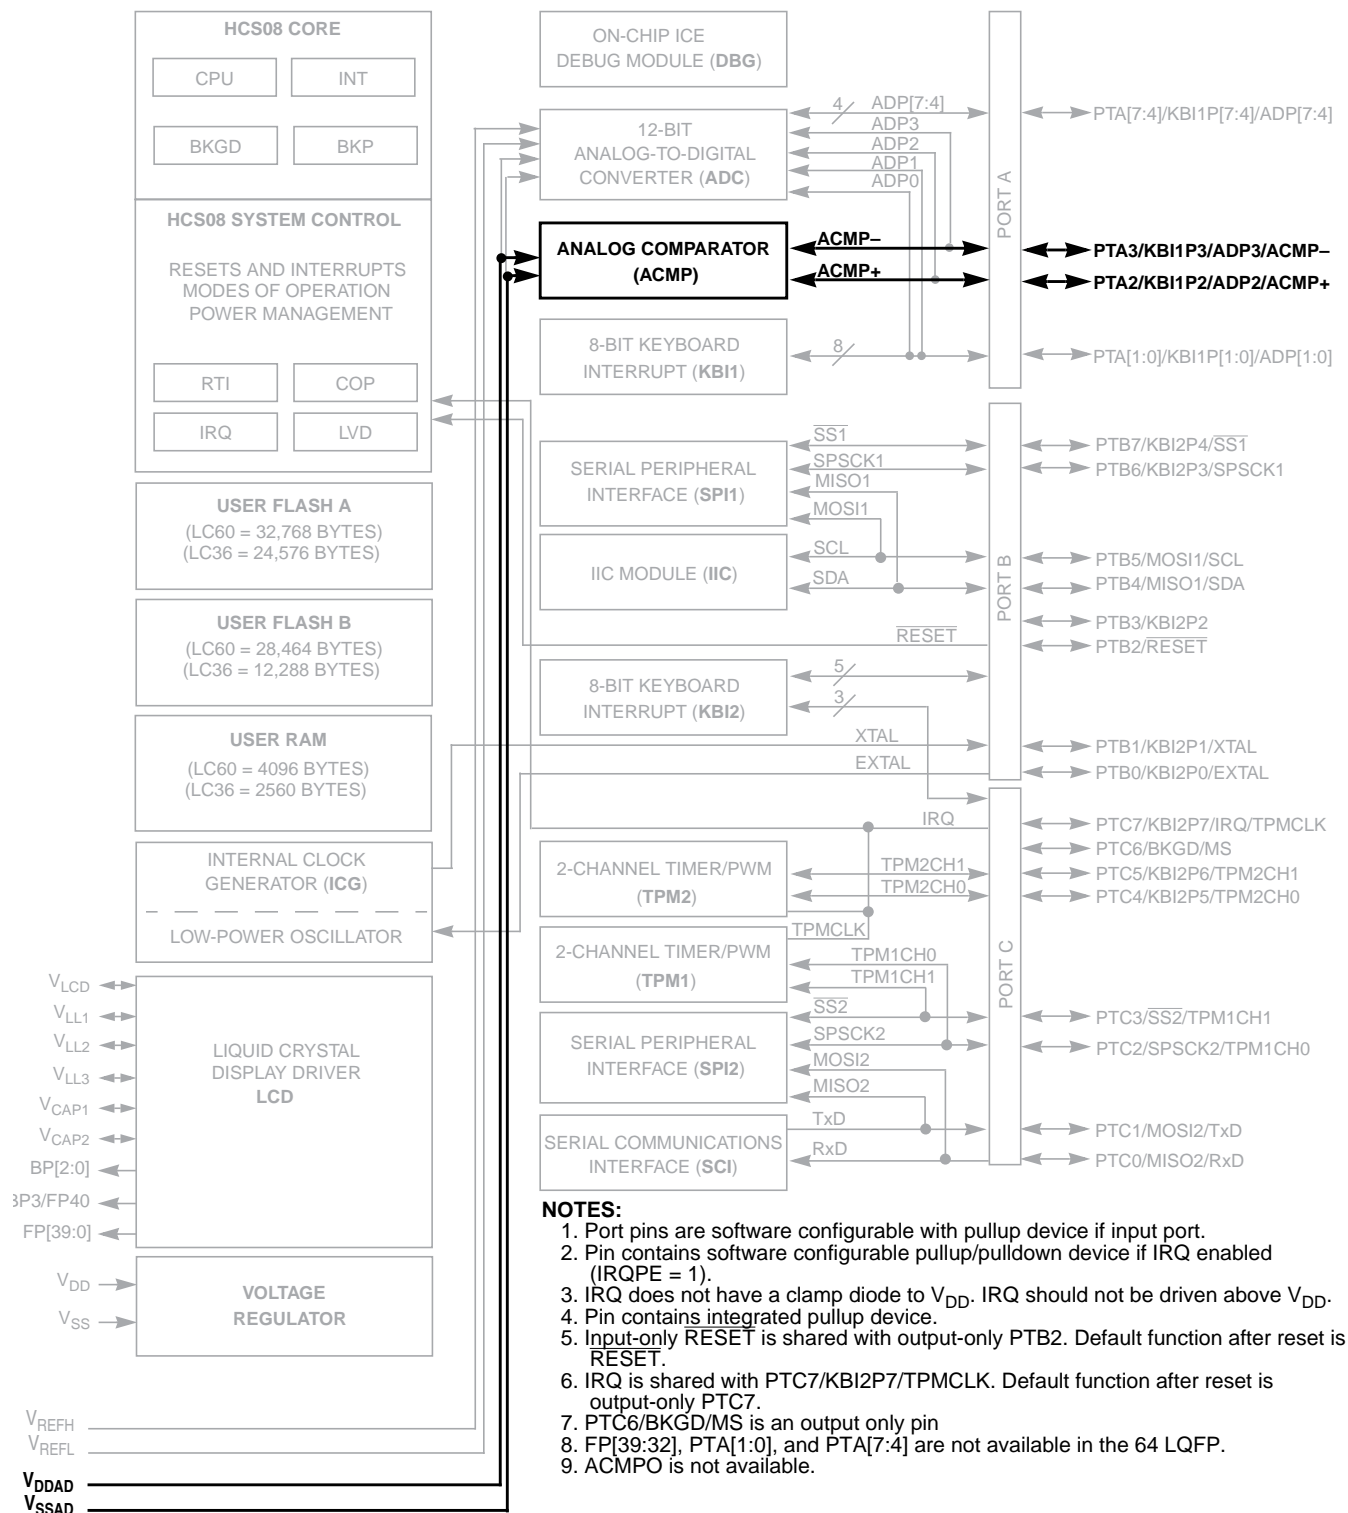 HCS08 CORE
CPU
INT
BKGD
BKP
HCS08 SYSTEM CONTROL
RESETS AND INTERRUPTS
MODES OF OPERATION
POWER MANAGEMENT
RTI
COP
IRQ
LVD
USER FLASH A
(LC60 = 32,768 BYTES)
(LC36 = 24,576 BYTES)
USER FLASH B
(LC60 = 28,464 BYTES)
(LC36 = 12,288 BYTES)
USER RAM
(LC60 = 4096 BYTES)
(LC36 = 2560 BYTES)
INTERNAL CLOCK
GENERATOR (ICG)
LOW-POWER OSCILLATOR
VLCD
VLL1
VLL2
VLL3
VCAP1
VCAP2
BP[2:0]
BP3/FP40
FP[39:0]
LIQUID CRYSTAL
DISPLAY DRIVER
LCD
VDD
VSS
VOLTAGE
REGULATOR
VREFH
VREFL
VDDAD
VSSAD
ON-CHIP ICE
DEBUG MODULE (DBG)
12-BIT
ANALOG-TO-DIGITAL
CONVERTER (ADC)
4
ADP[7:4]
ADP3
ADP2
ADP1
ADP0
ANALOG COMPARATOR
(ACMP)
ACMP–
ACMP+
8-BIT KEYBOARD
INTERRUPT (KBI1)
8
SERIAL PERIPHERAL
INTERFACE (SPI1)
SS1
SPSCK1
MISO1
MOSI1
IIC MODULE (IIC)
SCL
SDA
RESET
8-BIT KEYBOARD
INTERRUPT (KBI2)
5
3
XTAL
EXTAL
IRQ
2-CHANNEL TIMER/PWM
(TPM2)
TPM2CH1
TPM2CH0
TPMCLK
2-CHANNEL TIMER/PWM
(TPM1)
TPM1CH0
TPM1CH1
SERIAL PERIPHERAL
INTERFACE (SPI2)
SS2
SPSCK2
MOSI2
MISO2
SERIAL COMMUNICATIONS
INTERFACE (SCI)
TxD
RxD
PORT A
PTA[7:4]/KBI1P[7:4]/ADP[7:4]
PTA3/KBI1P3/ADP3/ACMP–
PTA2/KBI1P2/ADP2/ACMP+
PTA[1:0]/KBI1P[1:0]/ADP[1:0]
PORT B
PTB7/KBI2P4/SS1
PTB6/KBI2P3/SPSCK1
PTB5/MOSI1/SCL
PTB4/MISO1/SDA
PTB3/KBI2P2
PTB2/RESET
PTB1/KBI2P1/XTAL
PTB0/KBI2P0/EXTAL
PORT C
PTC7/KBI2P7/IRQ/TPMCLK
PTC6/BKGD/MS
PTC5/KBI2P6/TPM2CH1
PTC4/KBI2P5/TPM2CH0
PTC3/SS2/TPM1CH1
PTC2/SPSCK2/TPM1CH0
PTC1/MOSI2/TxD
PTC0/MISO2/RxD
NOTES:
1. Port pins are software configurable with pullup device if input port.
2. Pin contains software configurable pullup/pulldown device if IRQ enabled
(IRQPE = 1).
3. IRQ does not have a clamp diode to VDD. IRQ should not be driven above VDD.
4. Pin contains integrated pullup device.
5. Input-only RESET is shared with output-only PTB2. Default function after reset is
RESET.
6. IRQ is shared with PTC7/KBI2P7/TPMCLK. Default function after reset is
output-only PTC7.
7. PTC6/BKGD/MS is an output only pin
8. FP[39:32], PTA[1:0], and PTA[7:4] are not available in the 64 LQFP.
9. ACMPO is not available.